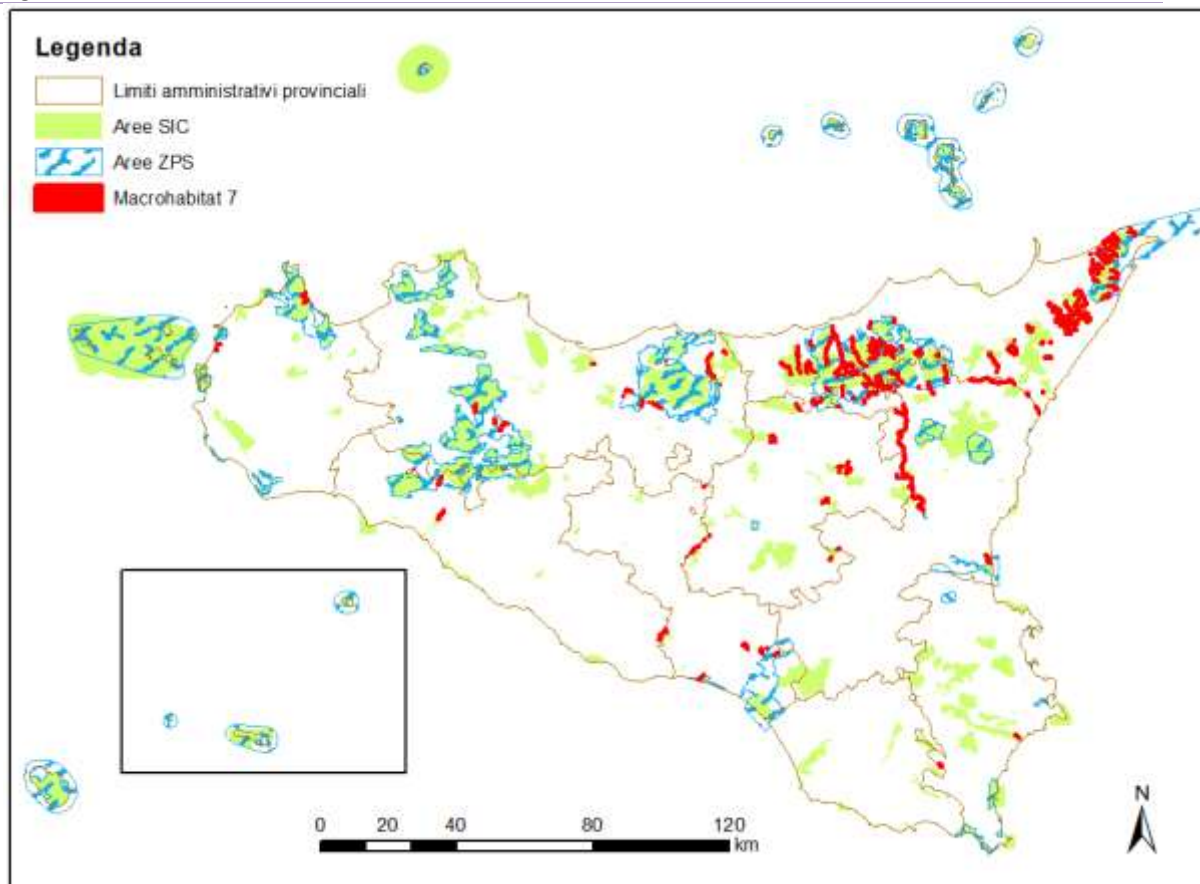 Legenda
Limiti amministrativi provinciali
Aree SIC
Aree ZPS
Macrohabitat 7
N
0 20 40 80 120
km